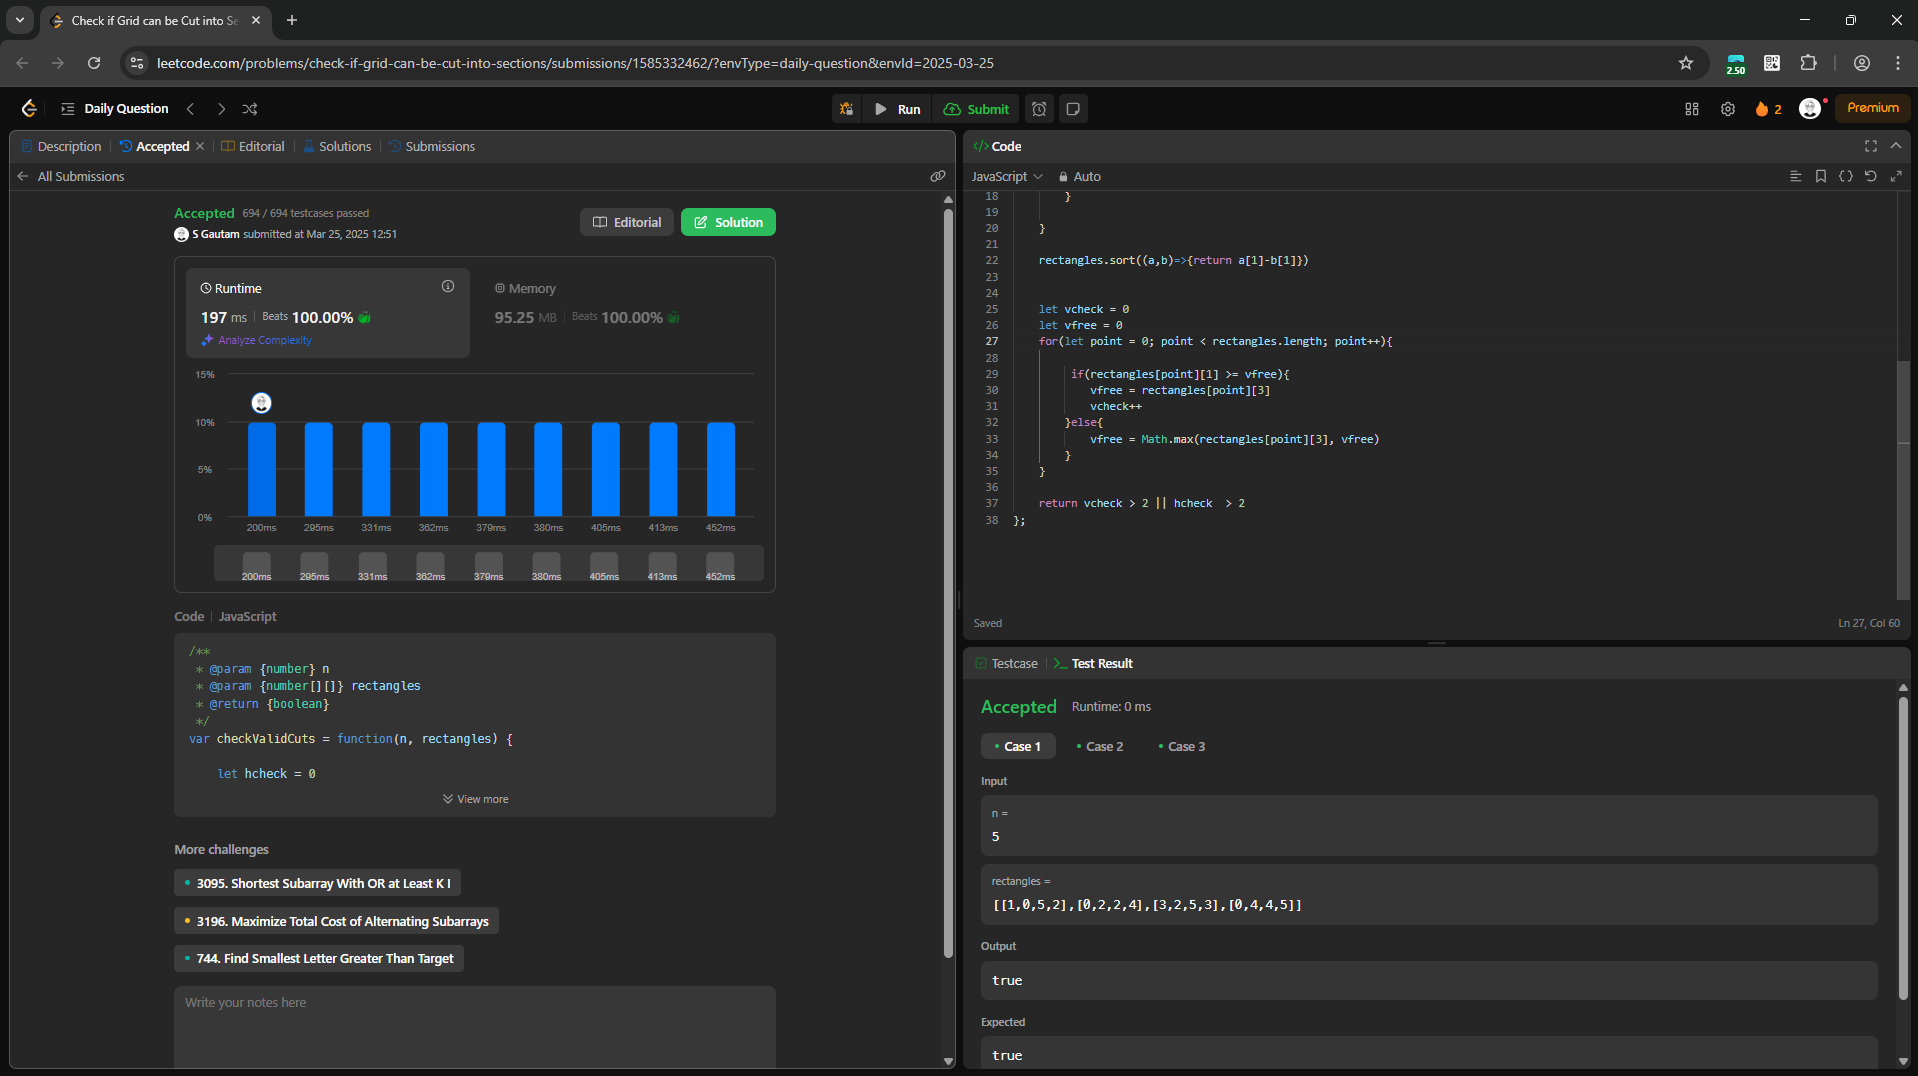 Check if Grid can be Cut into Se
leetcode.com/problems/check-if-grid-can-be-cut-into-sections/submissions/1585332462/?envType=daily-question&envId=2025-03-25
2.50
Daily Question
Run
Submit
2
Premium
Description
Accepted
Editorial
Solutions
Submissions
All Submissions
Accepted 694 / 694 testcases passed
S Gautam submitted at Mar 25, 2025 12:51
Editorial
Solution
Runtime
197 ms | Beats 100.00%
Analyze Complexity
Memory
95.25 MB | Beats 100.00%
15%
10%
5%
0%
200ms 295ms 331ms 362ms 379ms 380ms 405ms 413ms 452ms
200ms 295ms 331ms 362ms 379ms 380ms 405ms 413ms 452ms
Code | JavaScript
/**
* @param {number} n
* @param {number[][]} rectangles
* @return {boolean}
*/
var checkValidCuts = function(n, rectangles) {
let hcheck = 0
View more
More challenges
3095. Shortest Subarray With OR at Least K I
3196. Maximize Total Cost of Alternating Subarrays
744. Find Smallest Letter Greater Than Target
Write your notes here
</> Code
JavaScript
Auto
18 }
19
20 }
21
22 rectangles.sort((a,b)=>{return a[1]-b[1]})
23
24
25 let vcheck = 0
26 let vfree = 0
27 for(let point = 0; point < rectangles.length; point++){
28
29 if(rectangles[point][1] >= vfree){
30 vfree = rectangles[point][3]
31 vcheck++
32 }else{
33 vfree = Math.max(rectangles[point][3], vfree)
34 }
35 }
36
37 return vcheck > 2 || hcheck  > 2
38 };
Saved
Ln 27, Col 60
Testcase
Test Result
Accepted Runtime: 0 ms
Case 1
Case 2
Case 3
Input
n =
5
rectangles =
[[1,0,5,2],[0,2,2,4],[3,2,5,3],[0,4,4,5]]
Output
true
Expected
true